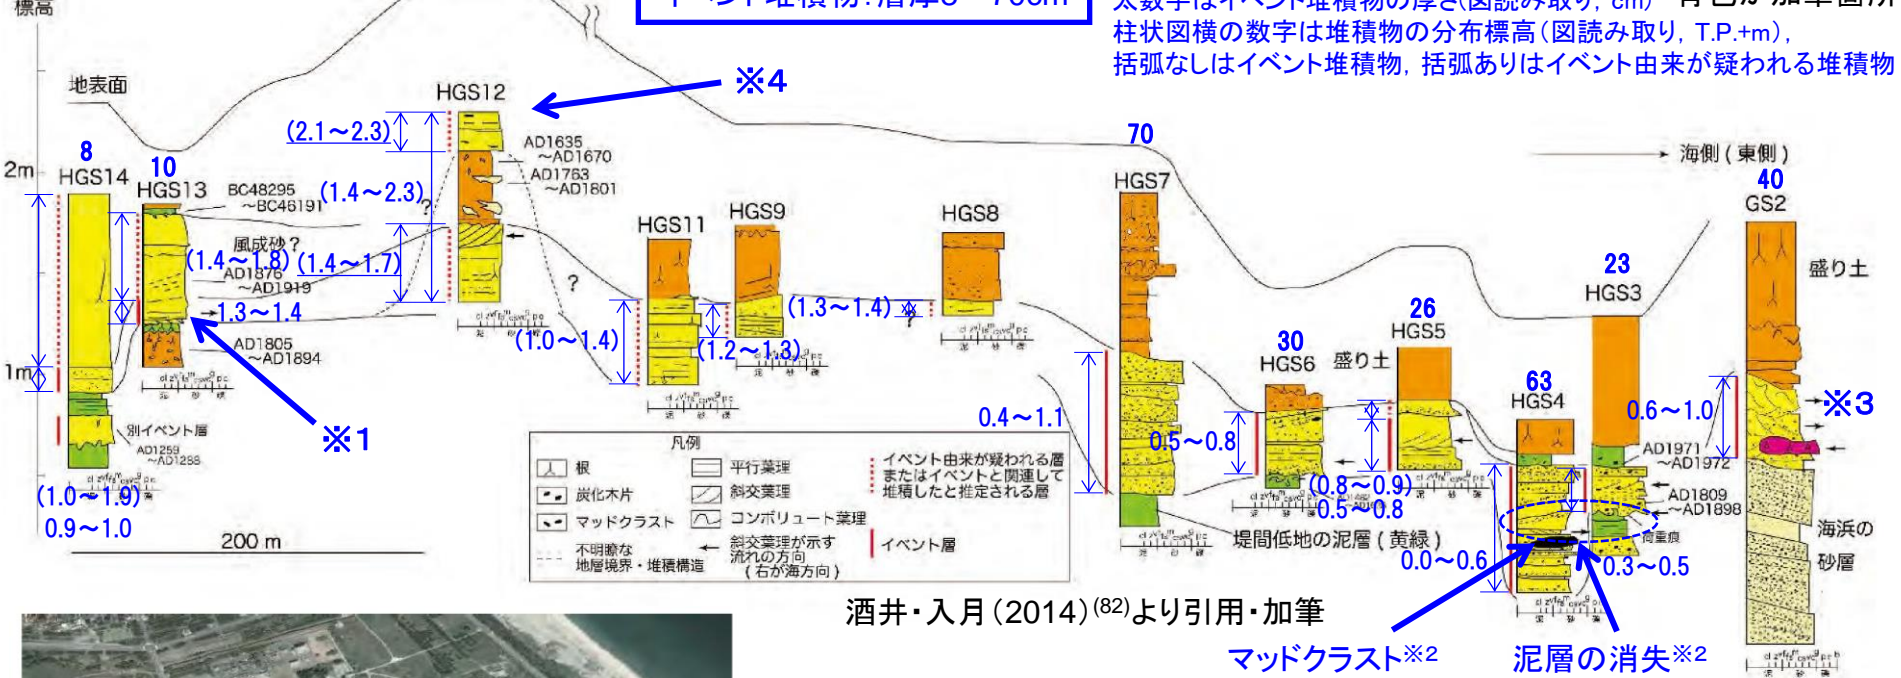 標高
イベント堆積物:層厚8~70cm
太数字はイベント堆積物の厚さ(図読み取り, cm)
青色が加筆箇所
柱状図横の数字は堆積物の分布標高(図読み取り, T.P.+m),
括弧なしはイベント堆積物, 括弧ありはイベント由来が疑われる堆積物
地表面
※4
海側(東側)
2m
1m
8
HGS14
10
HGS13
BC48295
~BC46191
風成砂?
(1.4~1.8)
AD1876
~AD1919
1.3~1.4
AD1805
~AD1894
※1
別イベント層
AD1259
~AD1288
(1.0~1.9)
0.9~1.0
200 m
HGS12
(2.1~2.3)
(1.4~2.3)
(1.4~1.7)
AD1635
~AD1670
AD1763
~AD1801
?
?
HGS11
(1.0~1.4)
HGS9
(1.2~1.3)
HGS8
(1.3~1.4)
?
70
HGS7
0.4~1.1
堤間低地の泥層(黄緑)
30
HGS6
0.5~0.8
盛り土
26
HGS5
(0.8~0.9)
0.5~0.8
63
HGS4
0.0~0.6
23
HGS3
AD1971
~AD1972
AD1809
~AD1898
荷重痕
0.3~0.5
40
GS2
盛り土
0.6~1.0
※3
海浜の
砂層
泥 砂 礫
凡例
根
炭化木片
マッドクラスト
不明瞭な
地層境界・堆積構造
平行葉理
斜交葉理
コンボリュート葉理
斜交葉理が示す
流れの方向
(右が海方向)
イベント由来が疑われる層
またはイベントと関連して
堆積したと推定される層
イベント層
酒井・入月(2014)(82)より引用・加筆
マッドクラスト※2
泥層の消失※2